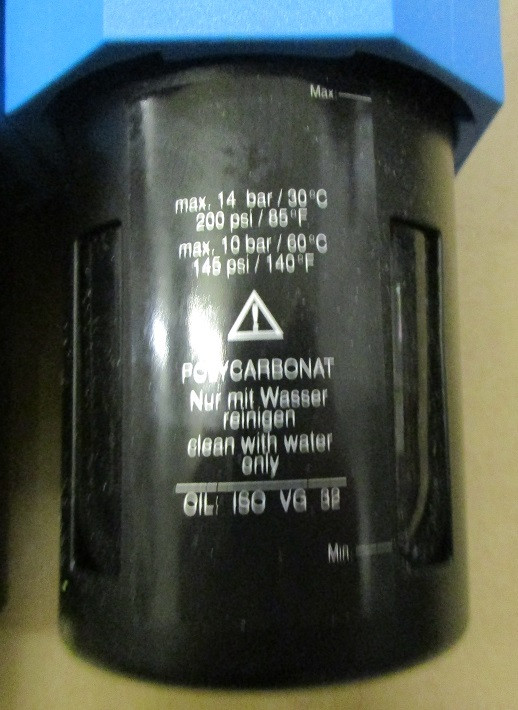 Max.
max. 14 bar / 30°C
200 psi / 85°F
max. 10 bar / 60°C
145 psi / 140°F
POLYCARBONAT
Nur mit Wasser
reinigen
clean with water
only
OIL: ISO VG 32
Min.